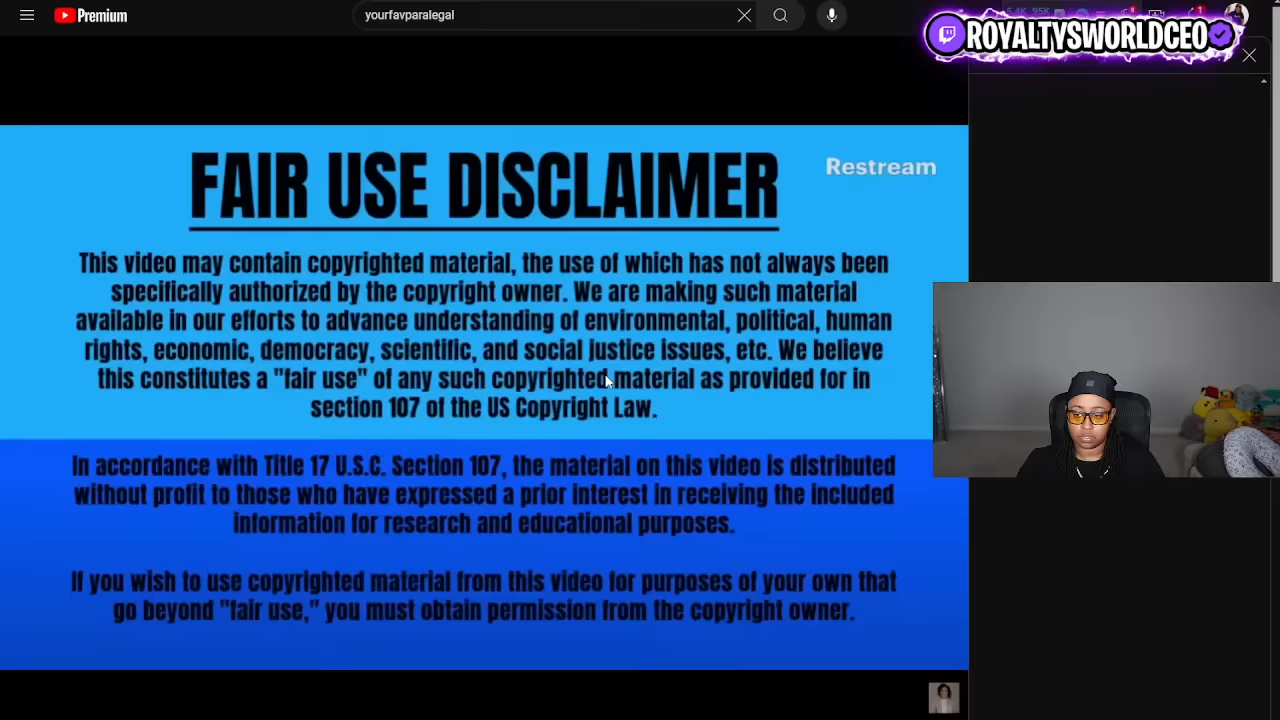 Premium
yourfavparalegal
ROYALTYSWORLDCEO
FAIR USE DISCLAIMER
Restream
This video may contain copyrighted material, the use of which has not always been
specifically authorized by the copyright owner. We are making such material
available in our efforts to advance understanding of environmental, political, human
rights, economic, democracy, scientific, and social justice issues, etc. We believe
this constitutes a "fair use" of any such copyrighted material as provided for in
section 107 of the US Copyright Law.
In accordance with Title 17 U.S.C. Section 107, the material on this video is distributed
without profit to those who have expressed a prior interest in receiving the included
information for research and educational purposes.
If you wish to use copyrighted material from this video for purposes of your own that
go beyond "fair use," you must obtain permission from the copyright owner.